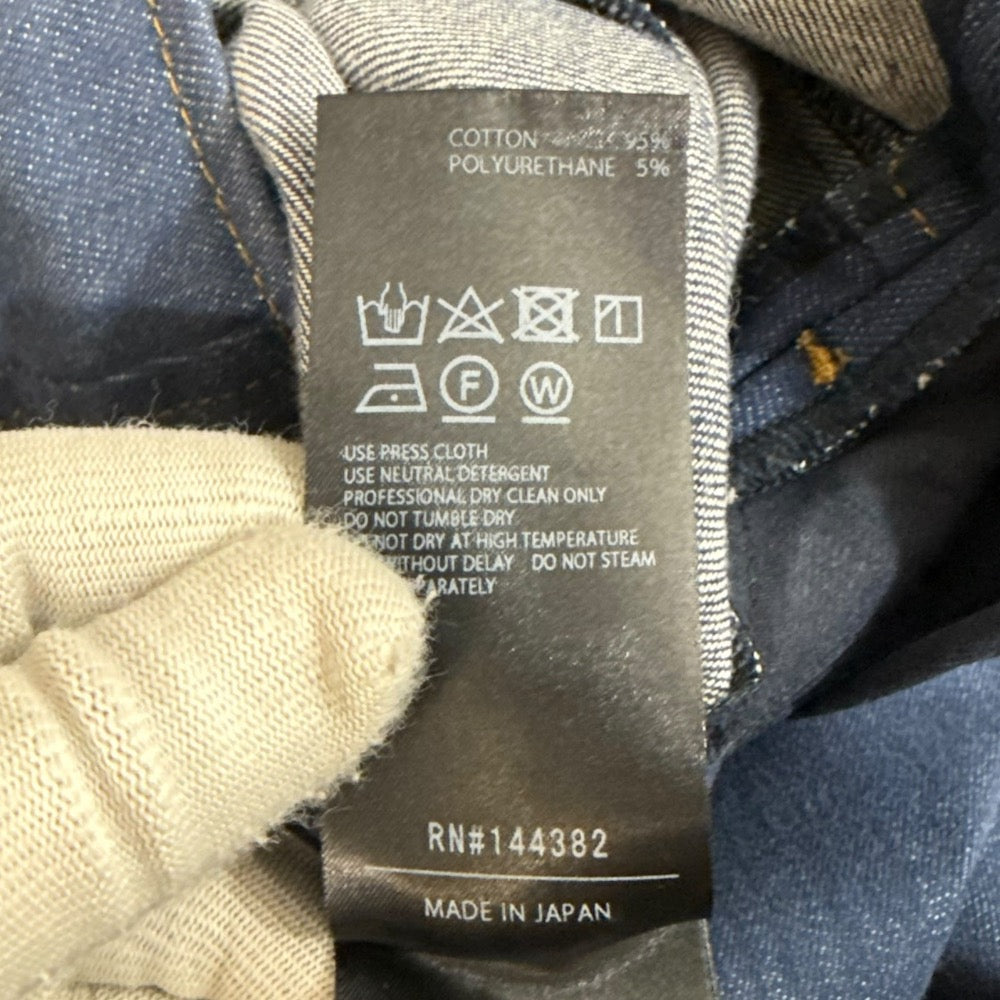 COTTON 95%
POLYURETHANE 5%
F
W
USE PRESS CLOTH
USE NEUTRAL DETERGENT
PROFESSIONAL DRY CLEAN ONLY
DO NOT TUMBLE DRY
NOT DRY AT HIGH TEMPERATURE
WITHOUT DELAY DO NOT STEAM
RN#144382
MADE IN JAPAN